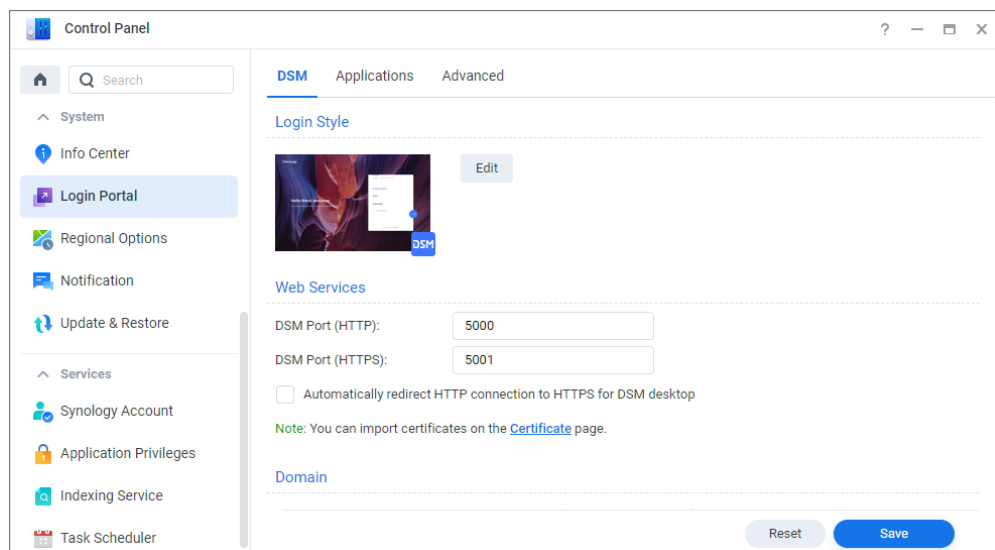 Control Panel
?
Search
System
Info Center
Login Portal
Regional Options
Notification
Update & Restore
Services
Synology Account
Application Privileges
Indexing Service
Task Scheduler
DSM Applications Advanced
Login Style
DSM
Edit
Web Services
DSM Port (HTTP): 5000
DSM Port (HTTPS): 5001
Automatically redirect HTTP connection to HTTPS for DSM desktop
Note: You can import certificates on the Certificate page.
Domain
Reset Save